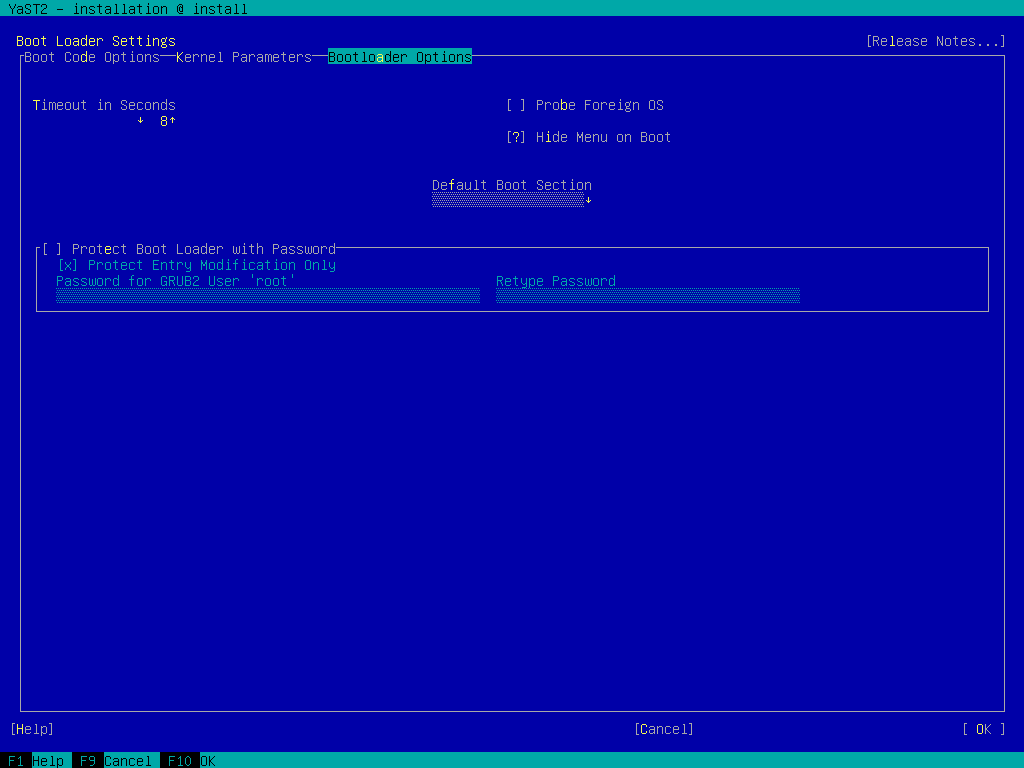 YaST2 - installation @ install
Boot Loader Settings [Release Notes...]
Boot Code Options Kernel Parameters Bootloader Options
Timeout in Seconds [ ] Probe Foreign OS
↓ 8↑
[?] Hide Menu on Boot
Default Boot Section
↓
[ ] Protect Boot Loader with Password
[x] Protect Entry Modification Only
Password for GRUB2 User 'root' Retype Password
[Help] [Cancel] [ OK ]
F1 Help F9 Cancel F10 OK